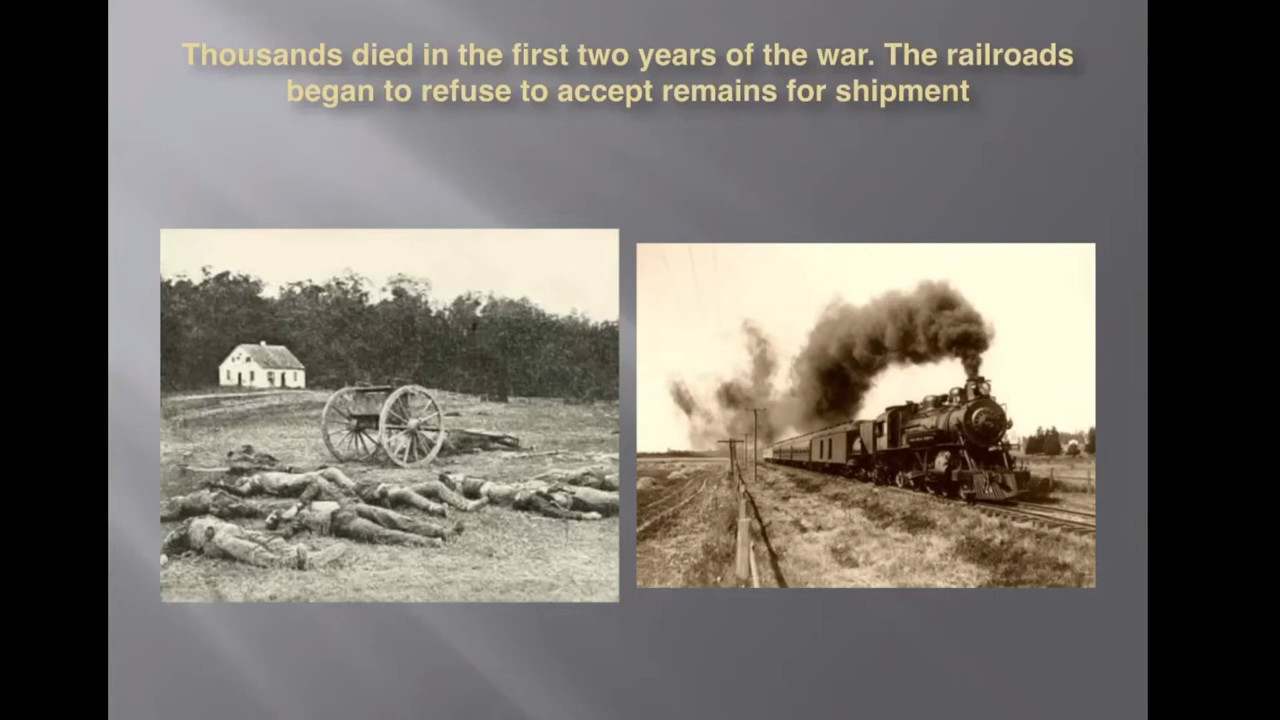 Thousands died in the first two years of the war. The railroads
began to refuse to accept remains for shipment